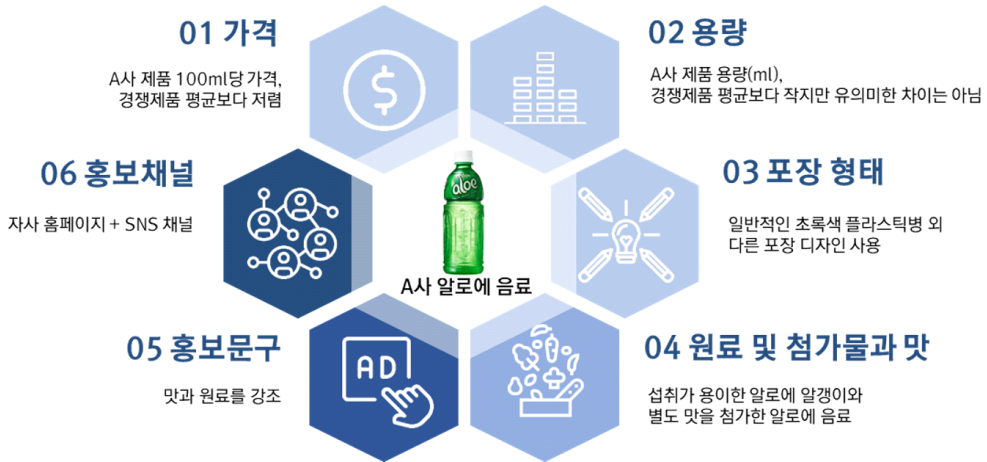 01 가격
A사 제품 100ml당 가격,
경쟁제품 평균보다 저렴
02 용량
A사 제품 용량(ml),
경쟁제품 평균보다 작지만 유의미한 차이는 아님
03 포장 형태
일반적인 초록색 플라스틱병 외
다른 포장 디자인 사용
04 원료 및 첨가물과 맛
섭취가 용이한 알로에 알갱이와
별도 맛을 첨가한 알로에 음료
05 홍보문구
맛과 원료를 강조
AD
06 홍보채널
자사 홈페이지 + SNS 채널
$
aloe
A사 알로에 음료